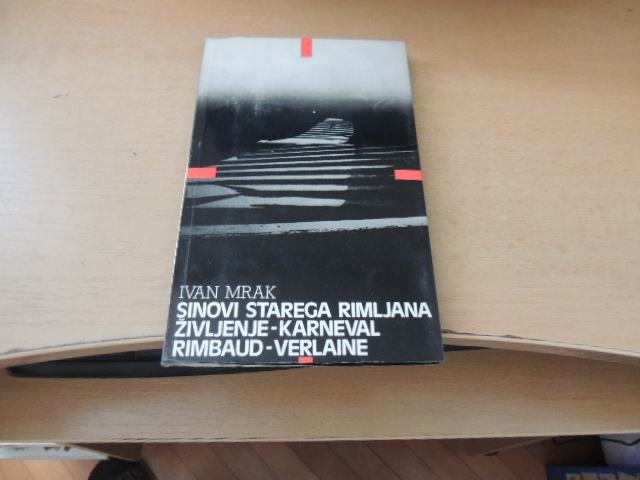 IVAN MRAK
SINOVI STAREGA RIMLJANA
ŽIVLJENJE-KARNEVAL
RIMBAUD-VERLAINE